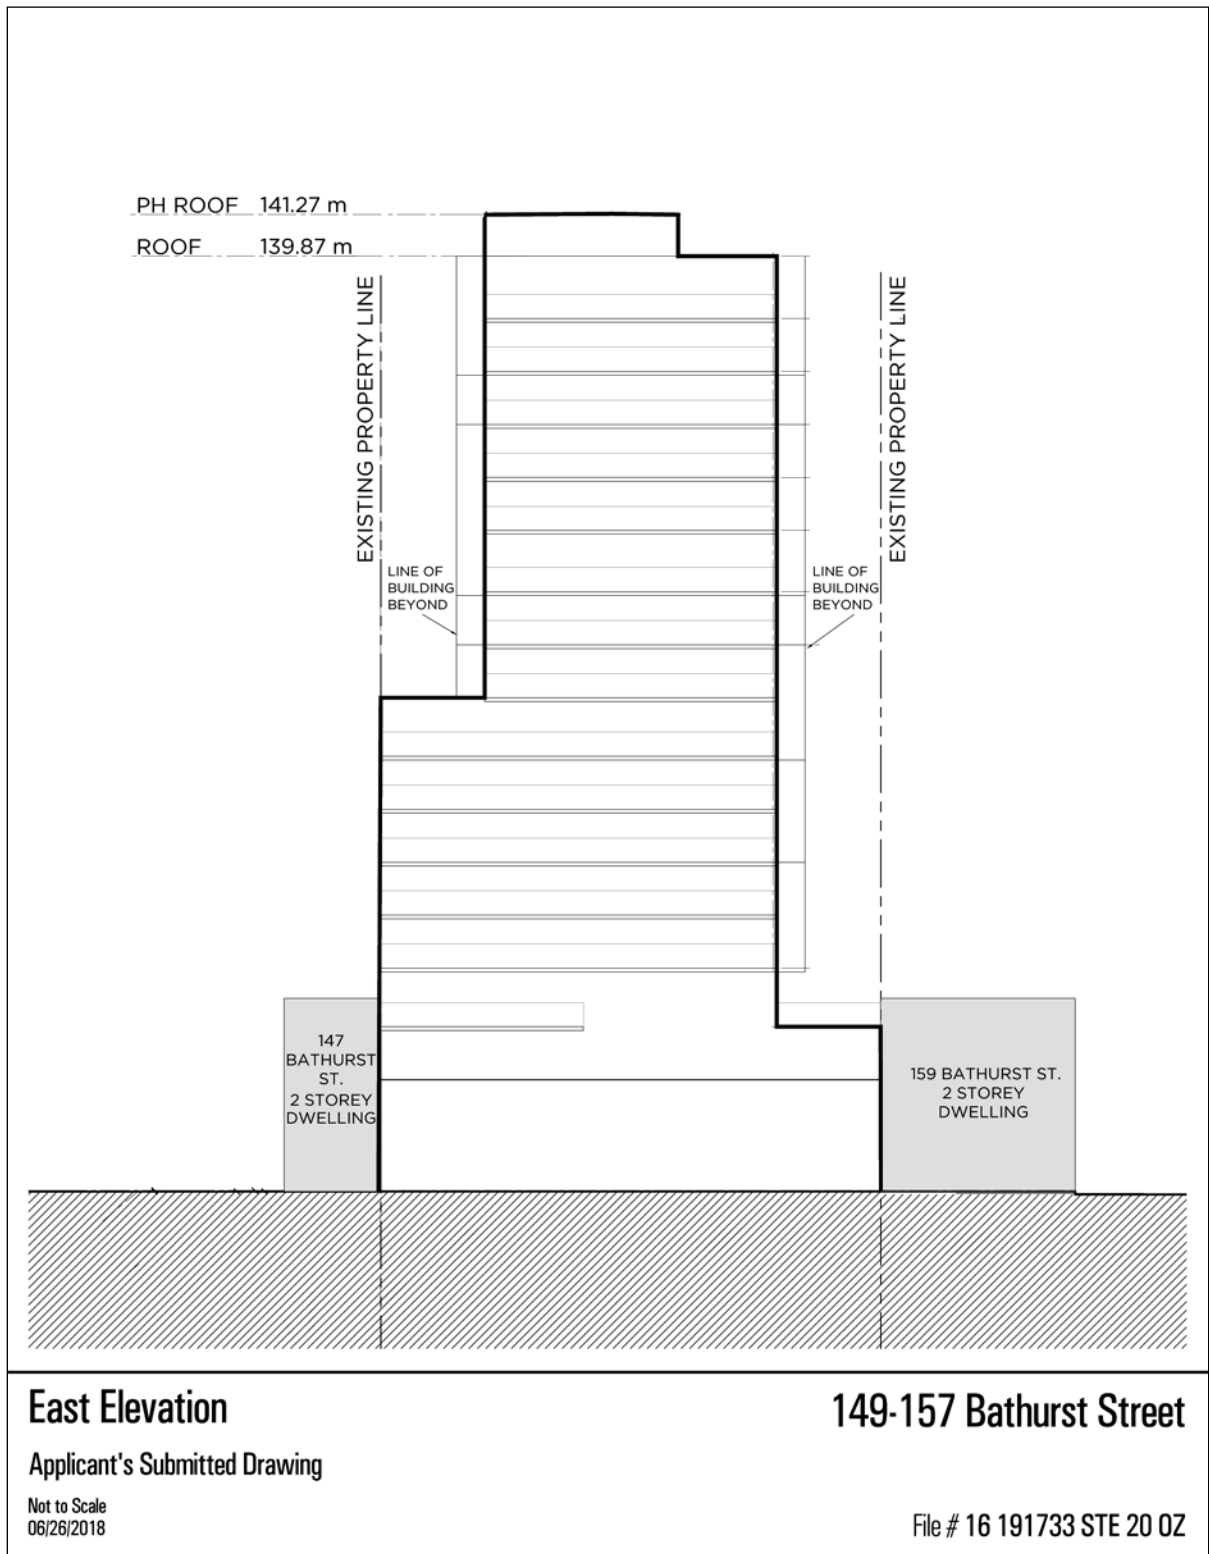 PH ROOF 141.27 m
ROOF 139.87 m
EXISTING PROPERTY LINE
EXISTING PROPERTY LINE
LINE OF
BUILDING
BEYOND
LINE OF
BUILDING
BEYOND
147
BATHURST
ST.
2 STOREY
DWELLING
159 BATHURST ST.
2 STOREY
DWELLING
East Elevation
149-157 Bathurst Street
Applicant's Submitted Drawing
Not to Scale
06/26/2018
File # 16 191733 STE 20 OZ